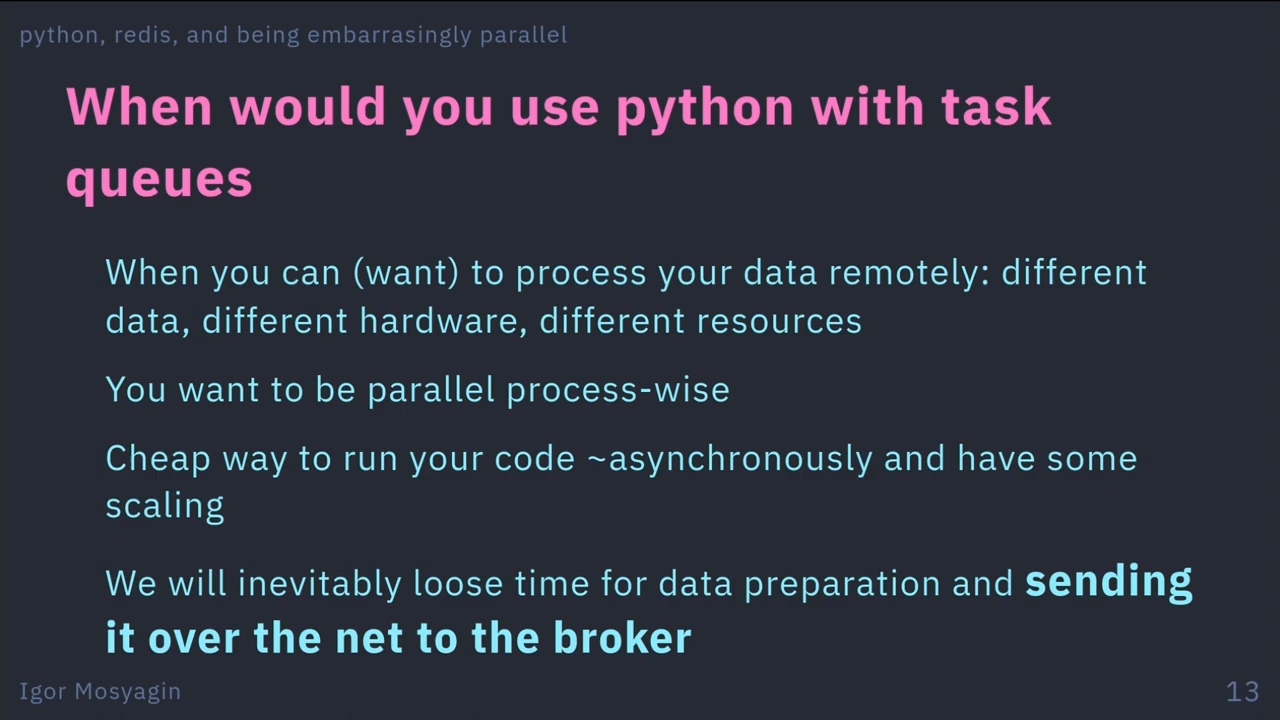 python, redis, and being embarrasingly parallel
When would you use python with task
queues
When you can (want) to process your data remotely: different
data, different hardware, different resources
You want to be parallel process-wise
Cheap way to run your code ~asynchronously and have some
scaling
We will inevitably loose time for data preparation and sending
it over the net to the broker
Igor Mosyagin
13